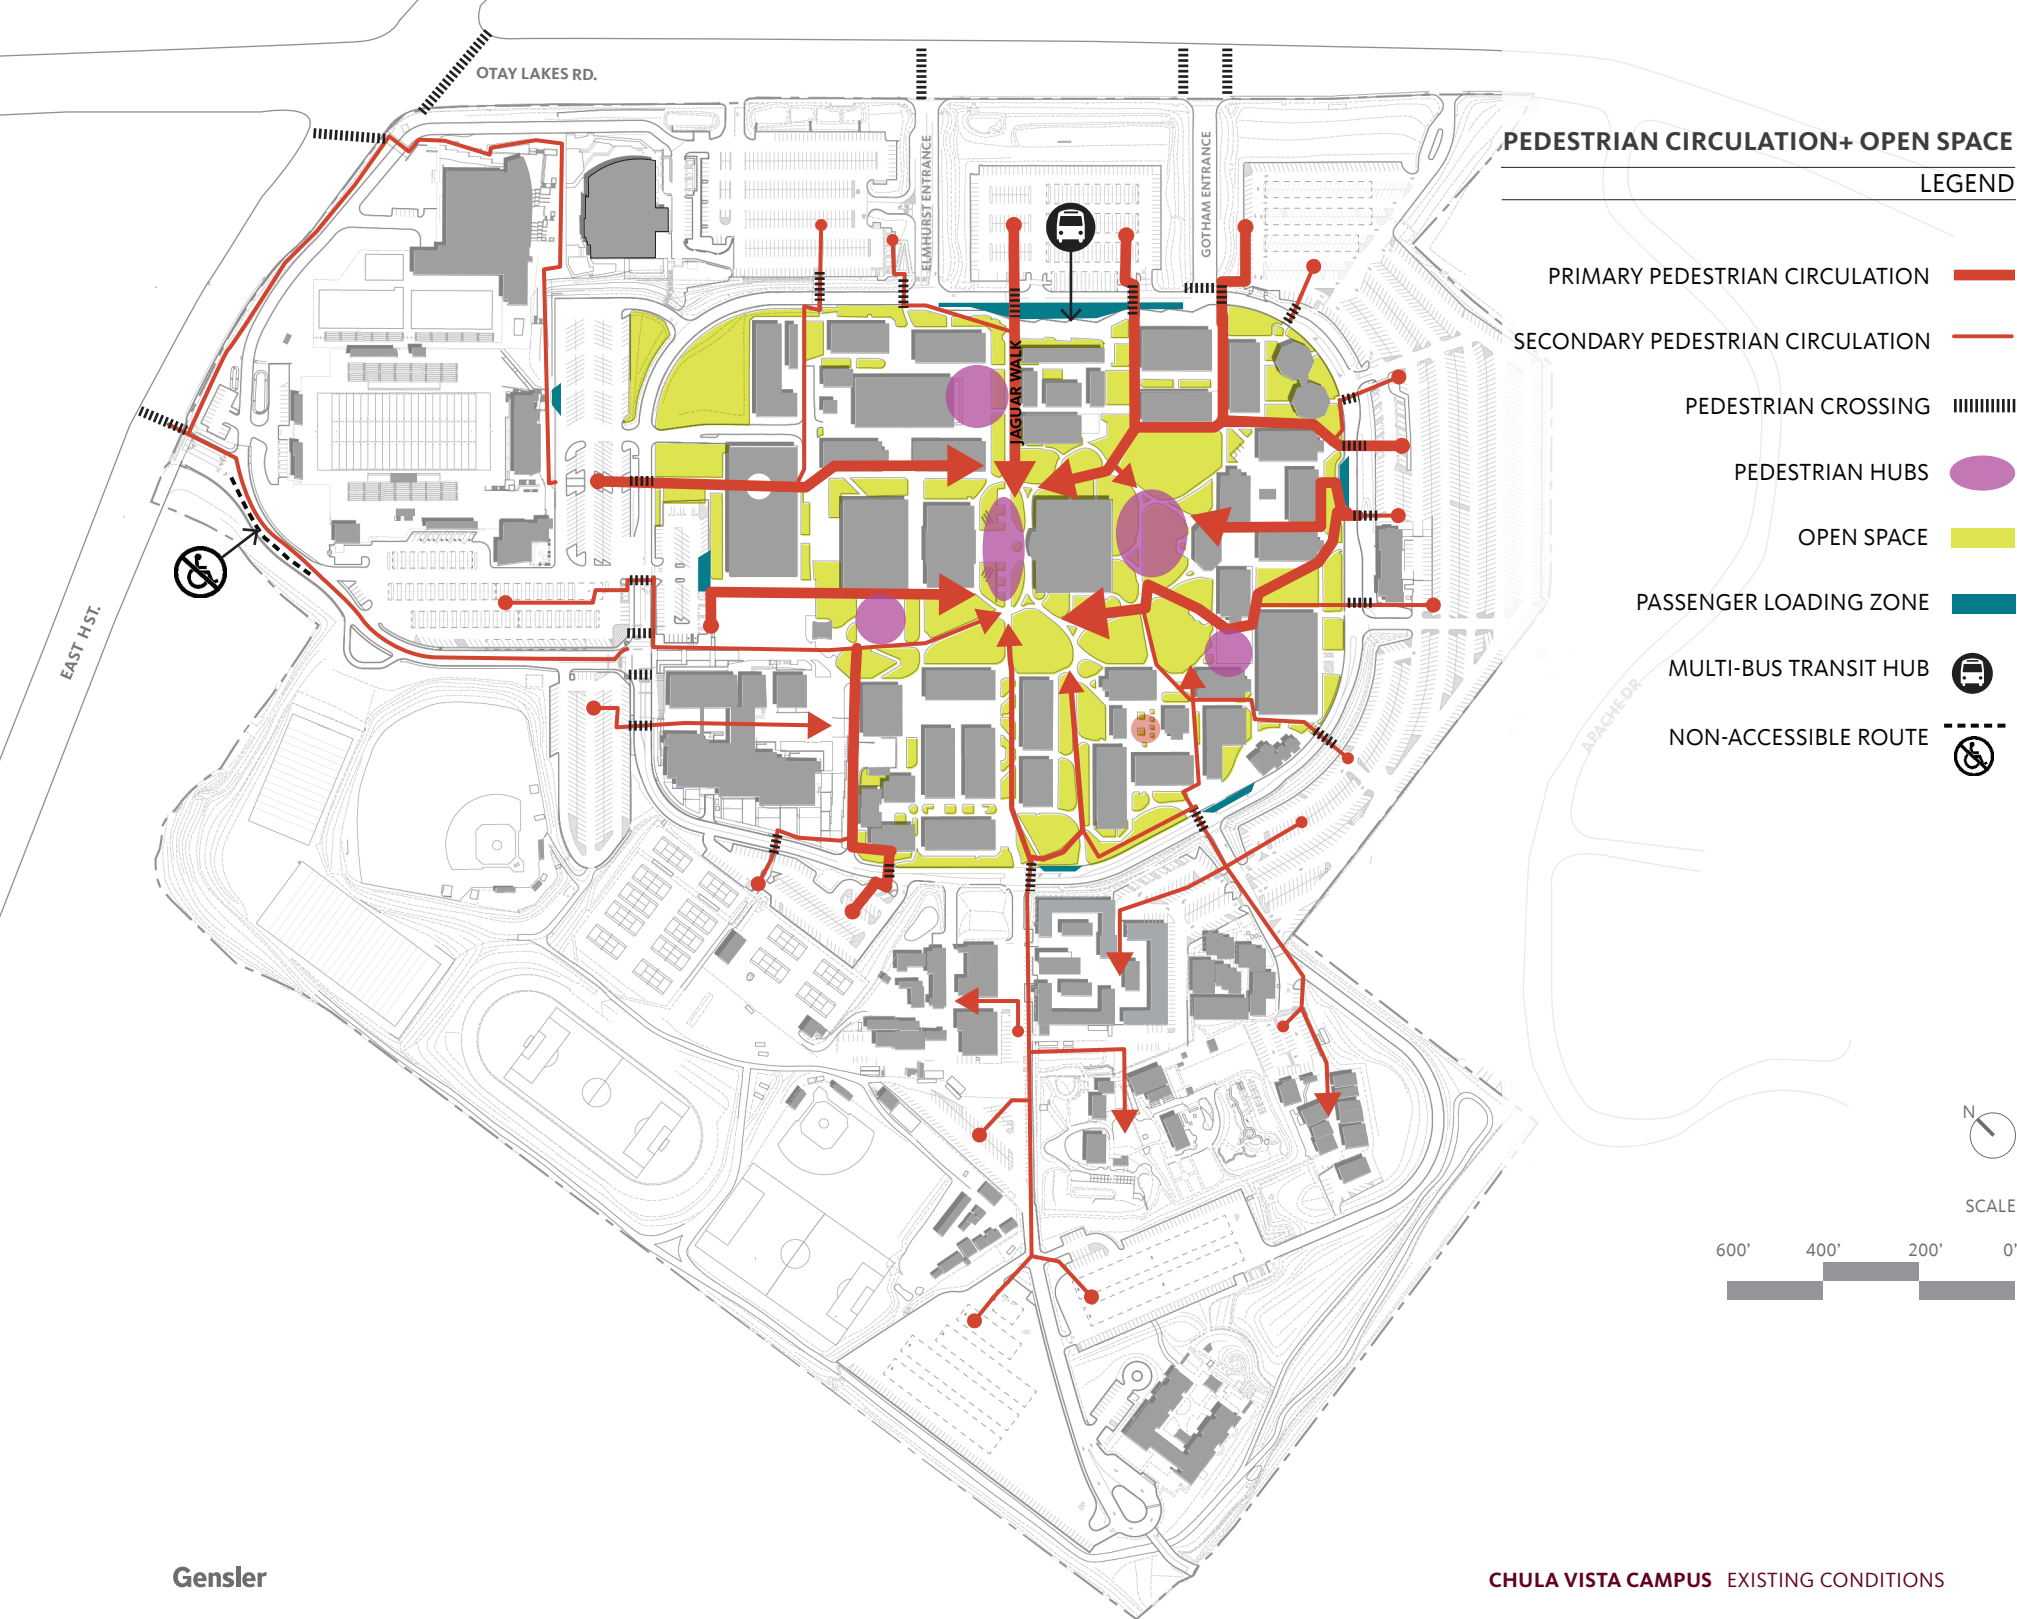 OTAY LAKES RD.
ELMHURST ENTRANCE
GOTHAM ENTRANCE
JAGUAR WALK
EAST H ST.
APACHE DR
PEDESTRIAN CIRCULATION+ OPEN SPACE
LEGEND
PRIMARY PEDESTRIAN CIRCULATION
SECONDARY PEDESTRIAN CIRCULATION
PEDESTRIAN CROSSING
PEDESTRIAN HUBS
OPEN SPACE
PASSENGER LOADING ZONE
MULTI-BUS TRANSIT HUB
NON-ACCESSIBLE ROUTE
N
SCALE
600' 400' 200' 0'
Gensler
CHULA VISTA CAMPUS EXISTING CONDITIONS